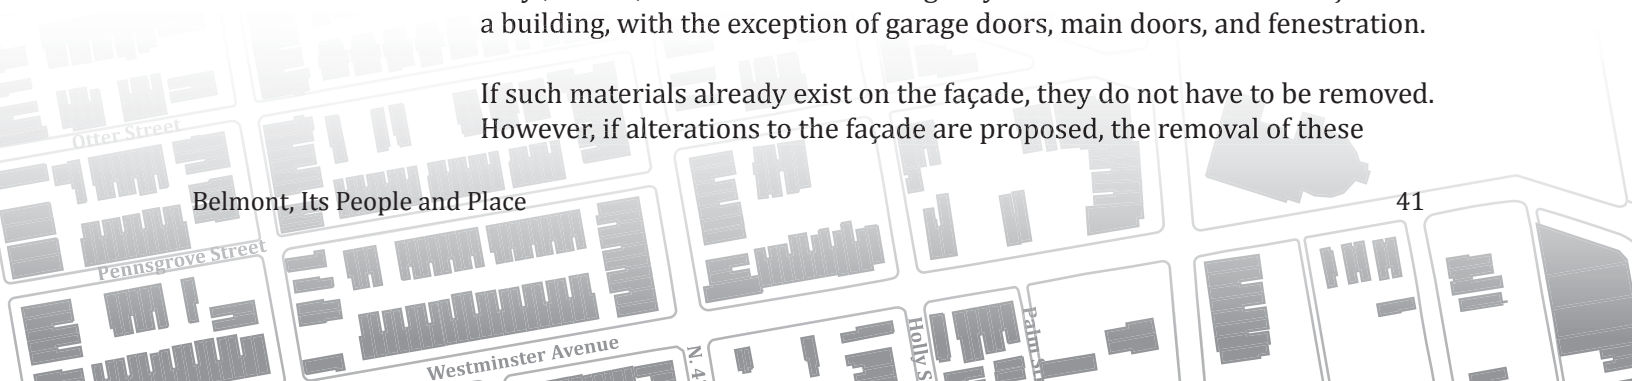 a building, with the exception of garage doors, main doors, and fenestration.
If such materials already exist on the façade, they do not have to be removed.
However, if alterations to the façade are proposed, the removal of these
Otter Street
Belmont, Its People and Place
41
Pennsgrove Street
Westminster Avenue
N.
Holly
Palm